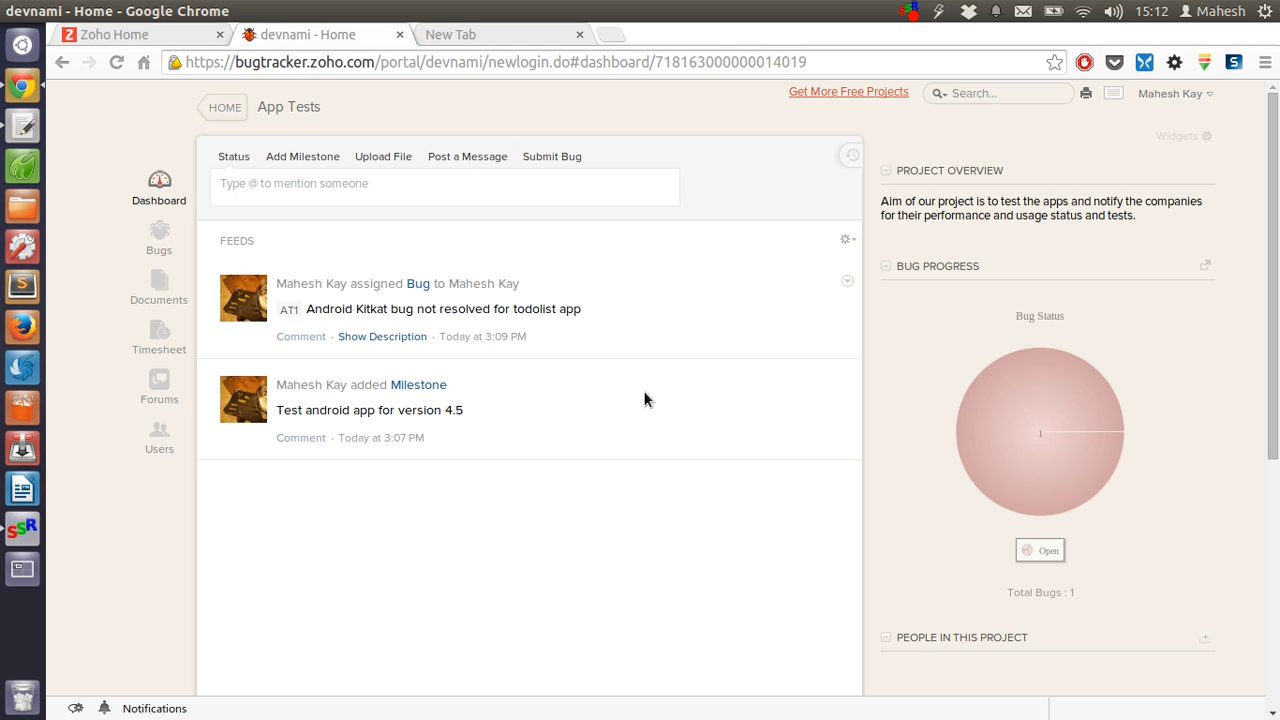 devnami - Home - Google Chrome
15:12 Mahesh
Zoho Home
devnami - Home
New Tab
https://bugtracker.zoho.com/portal/devnami/newlogin.do#dashboard/718163000000014019
HOME
App Tests
Get More Free Projects
Search...
Mahesh Kay
Widgets
Status
Add Milestone
Upload File
Post a Message
Submit Bug
Type @ to mention someone
Dashboard
Bugs
Documents
Timesheet
Forums
Users
FEEDS
Mahesh Kay assigned Bug to Mahesh Kay
AT1 Android Kitkat bug not resolved for todolist app
Comment · Show Description · Today at 3:09 PM
Mahesh Kay added Milestone
Test android app for version 4.5
Comment · Today at 3:07 PM
PROJECT OVERVIEW
Aim of our project is to test the apps and notify the companies
for their performance and usage status and tests.
BUG PROGRESS
Bug Status
1
Open
Total Bugs : 1
PEOPLE IN THIS PROJECT
Notifications